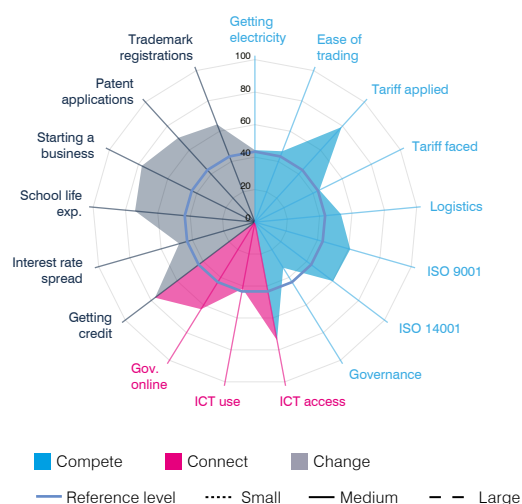 Getting
electricity
Ease of
trading
Tariff applied
Tariff faced
Logistics
ISO 9001
ISO 14001
Governance
ICT access
ICT use
Gov.
online
Getting
credit
Interest rate
spread
School life
exp.
Starting a
business
Patent
applications
Trademark
registrations
100
80
60
40
20
0
Compete
Connect
Change
Reference level
Small
Medium
Large